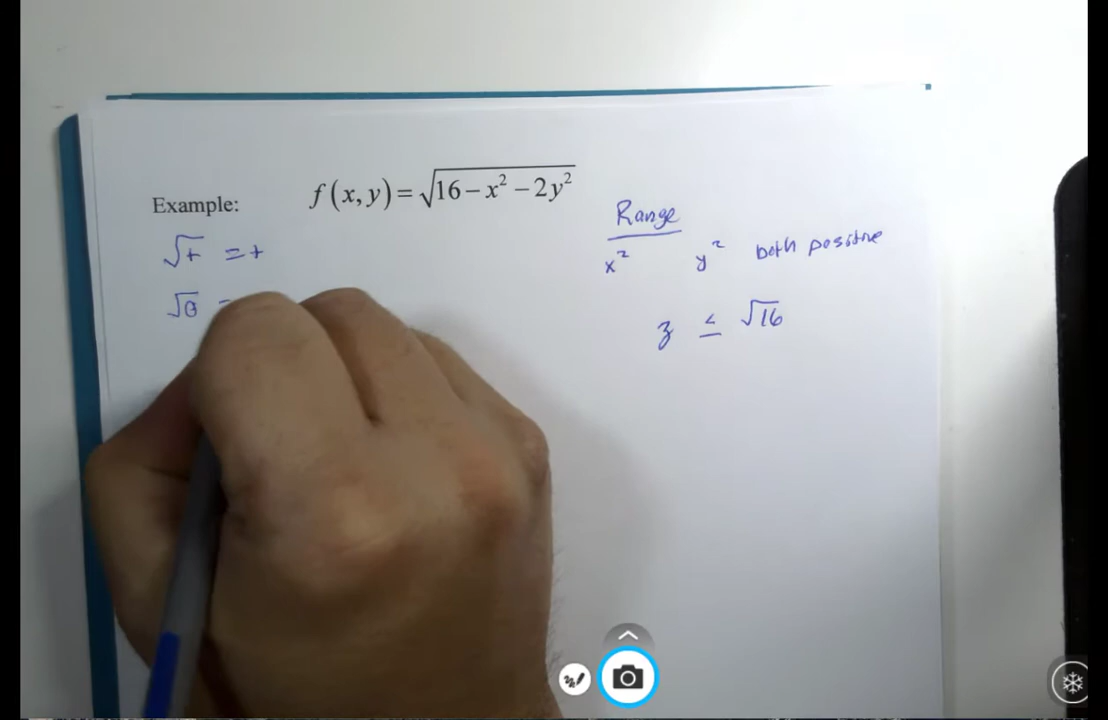 Example: f(x,y)=√16−x²−2y²
√+ = +
√0 =
Range
x² y² both positive
z ≤ √16